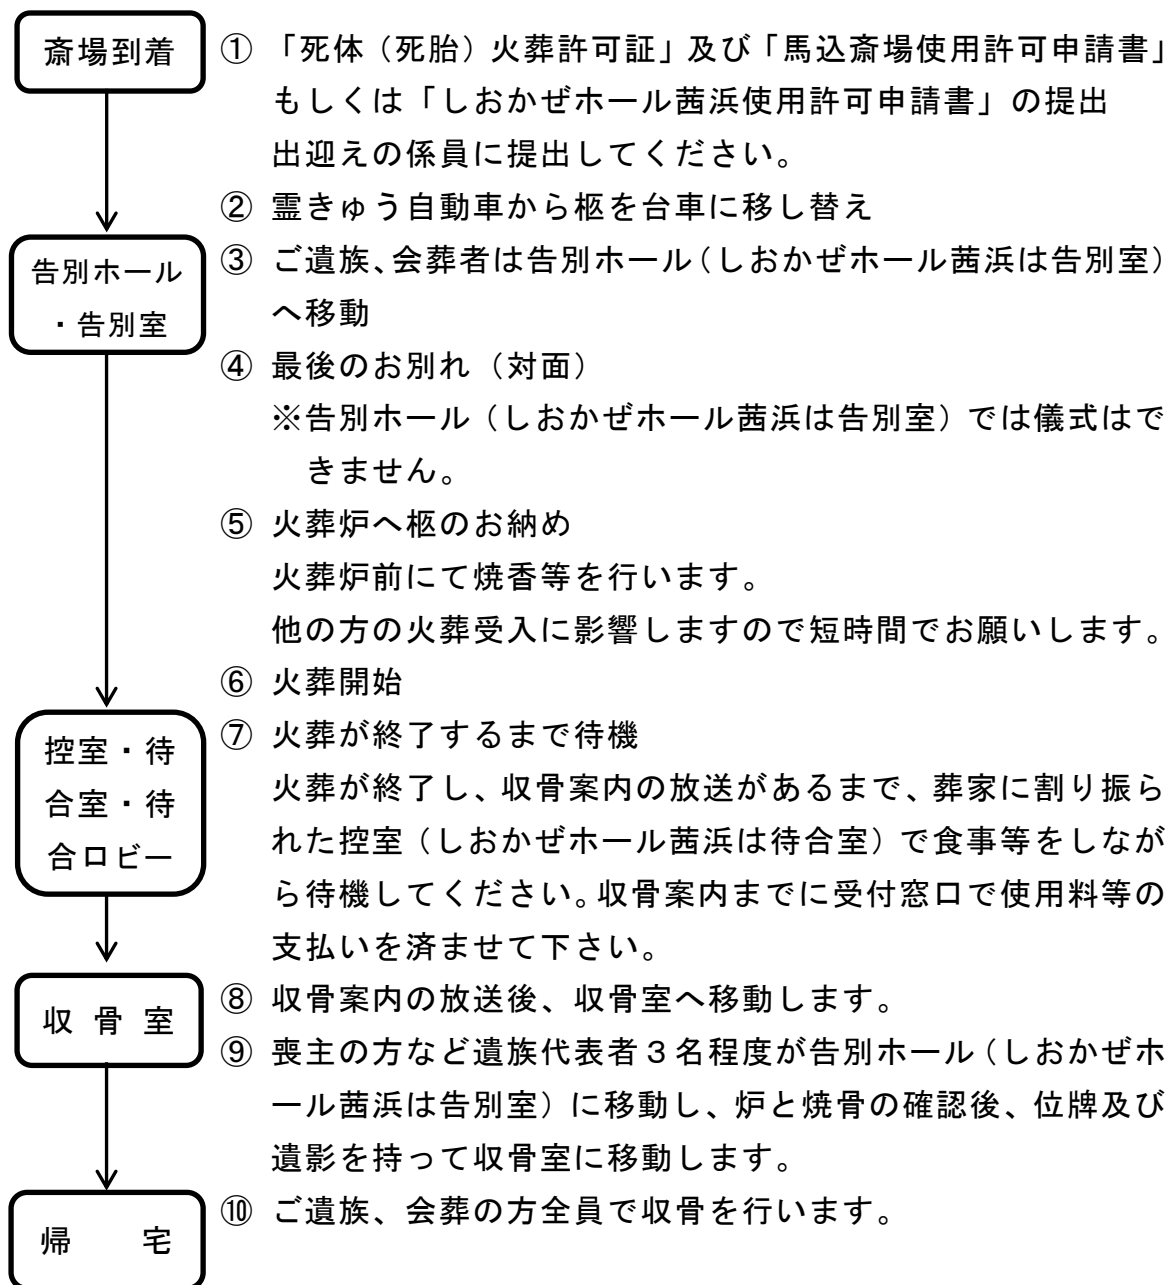 斎場到着
① 「死体（死胎）火葬許可証」及び「馬込斎場使用許可申請書」
もしくは「しおかぜホール茜浜使用許可申請書」の提出
出迎えの係員に提出してください。
② 霊きゅう自動車から柩を台車に移し替え
告別ホール
・告別室
③ ご遺族、会葬者は告別ホール（しおかぜホール茜浜は告別室）
へ移動
④ 最後のお別れ（対面）
※告別ホール（しおかぜホール茜浜は告別室）では儀式はで
きません。
⑤ 火葬炉へ柩のお納め
火葬炉前にて焼香等を行います。
他の方の火葬受入に影響しますので短時間でお願いします。
⑥ 火葬開始
控室・待
合室・待
合ロビー
⑦ 火葬が終了するまで待機
火葬が終了し、収骨案内の放送があるまで、葬家に割り振ら
れた控室（しおかぜホール茜浜は待合室）で食事等をしなが
ら待機してください。収骨案内までに受付窓口で使用料等の
支払いを済ませて下さい。
収 骨 室
⑧ 収骨案内の放送後、収骨室へ移動します。
⑨ 喪主の方など遺族代表者３名程度が告別ホール（しおかぜホ
ール茜浜は告別室）に移動し、炉と焼骨の確認後、位牌及び
遺影を持って収骨室に移動します。
帰　　宅
⑩ ご遺族、会葬の方全員で収骨を行います。